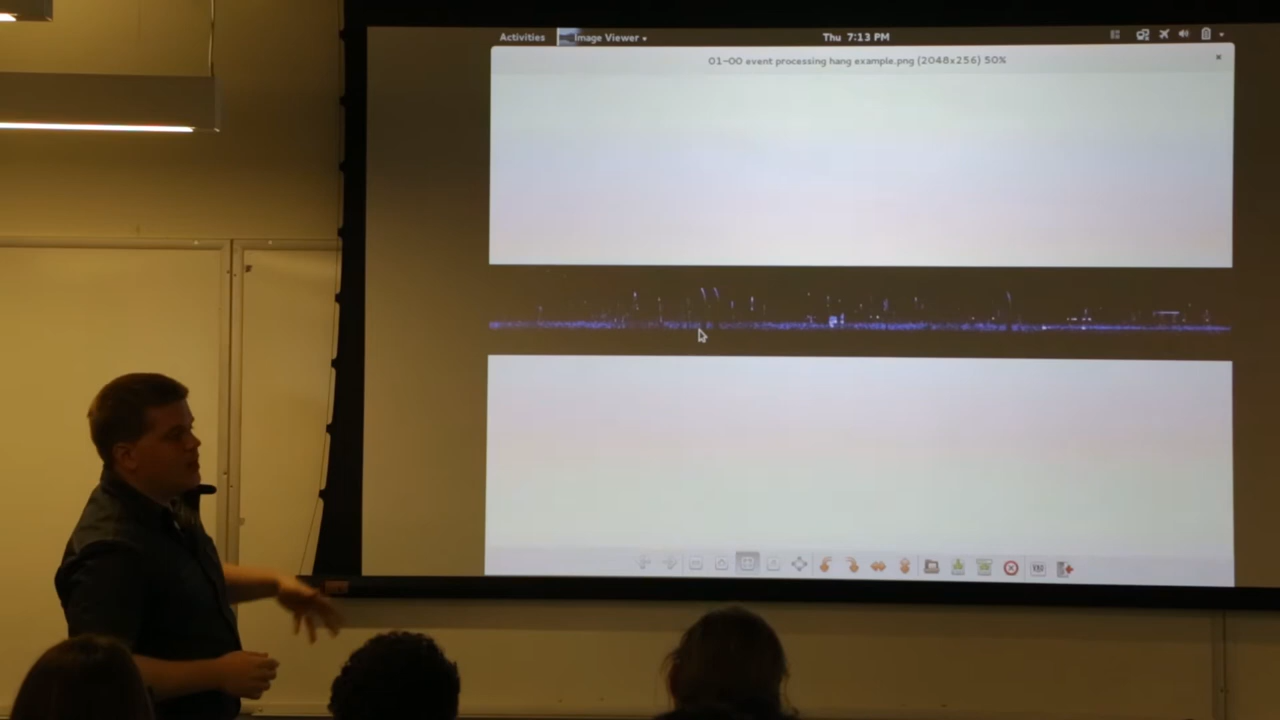 Activities Image Viewer Thu 7:13 PM
01-00 event processing hang example.png (2048x256) 50%